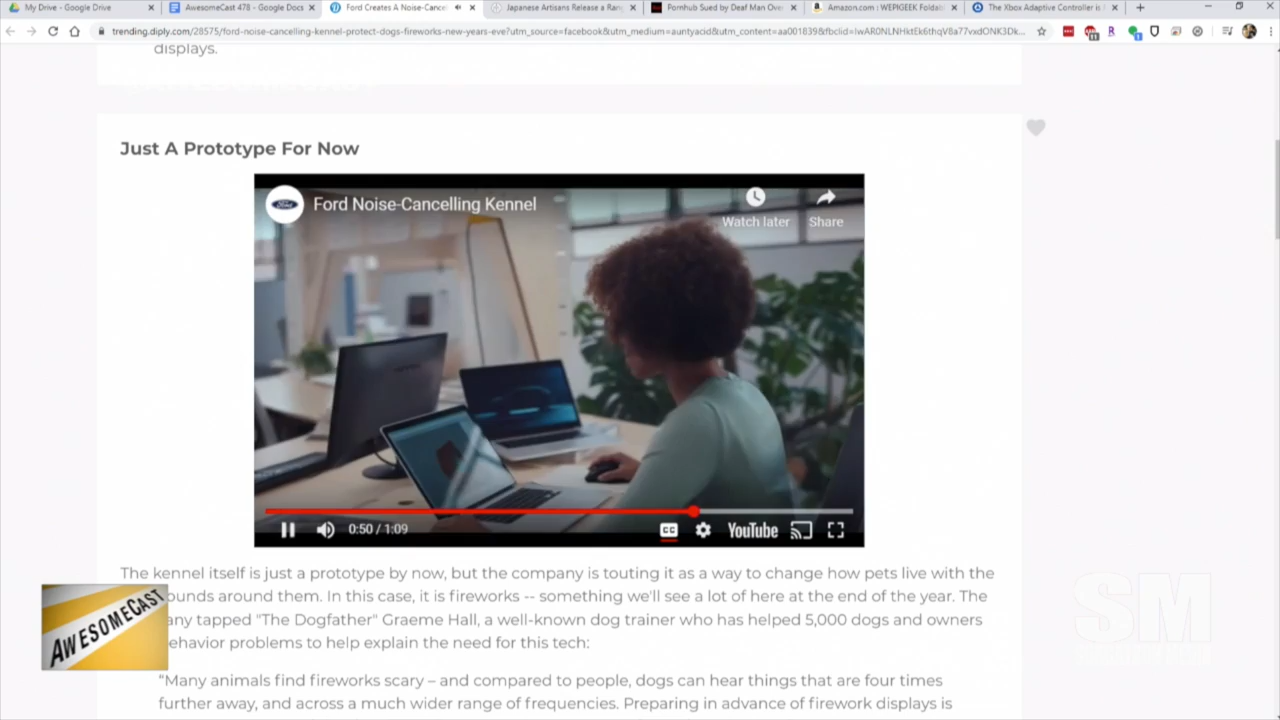 My Drive - Google Drive
AwesomeCast 478 - Google Docs
Ford Creates A Noise-Cancel
Japanese Artisans Release a Ran
Pornhub Sued by Deaf Man Over
Amazon.com : WEPIGEEK Foldabl
The Xbox Adaptive Controller is
trending.diply.com/28575/ford-noise-cancelling-kennel-protect-dogs-fireworks-new-years-eve?utm_source=facebook&utm_medium=auntyacid&utm_content=aa001839&fbclid=IwAR0NLNHktEk6thqV8a77vxdONK3Dk...
displays.
Just A Prototype For Now
Ford
Ford Noise-Cancelling Kennel
Watch later
Share
0:50 / 1:09
CC
YouTube
The kennel itself is just a prototype by now, but the company is touting it as a way to change how pets live with the
ounds around them. In this case, it is fireworks -- something we'll see a lot of here at the end of the year. The
any tapped "The Dogfather" Graeme Hall, a well-known dog trainer who has helped 5,000 dogs and owners
ehavior problems to help explain the need for this tech:
AWESOMECAST
SM
“Many animals find fireworks scary – and compared to people, dogs can hear things that are four times
further away, and across a much wider range of frequencies. Preparing in advance of firework displays is